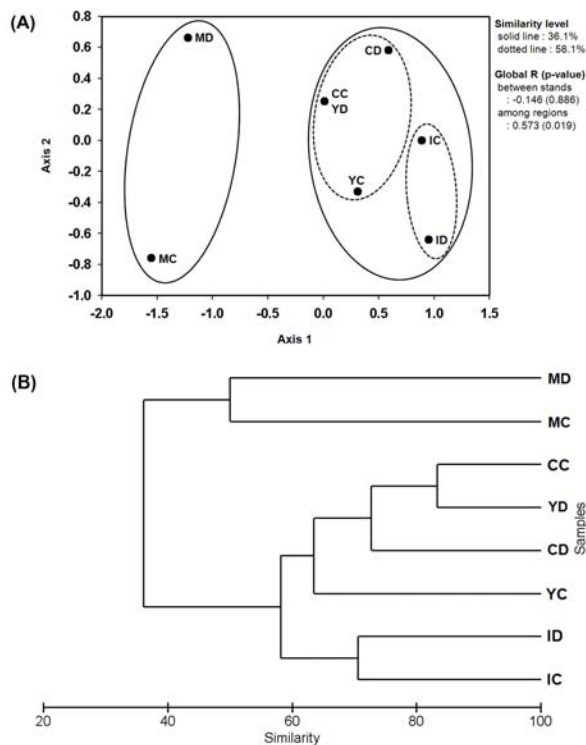 (A)
0.8
0.6
0.4
0.2
0.0
-0.2
-0.4
-0.6
-0.8
-1.0
Axis 2
MD
MC
CD
CC
YD
YC
IC
ID
-2.0 -1.5 -1.0 -0.5 0.0 0.5 1.0 1.5
Axis 1
Similarity level
solid line : 36.1%
dotted line : 58.1%
Global R (p-value)
between stands
: -0.146 (0.886)
among regions
: 0.573 (0.019)
(B)
MD
MC
CC
YD
CD
YC
ID
IC
Samples
20 40 60 80 100
Similarity